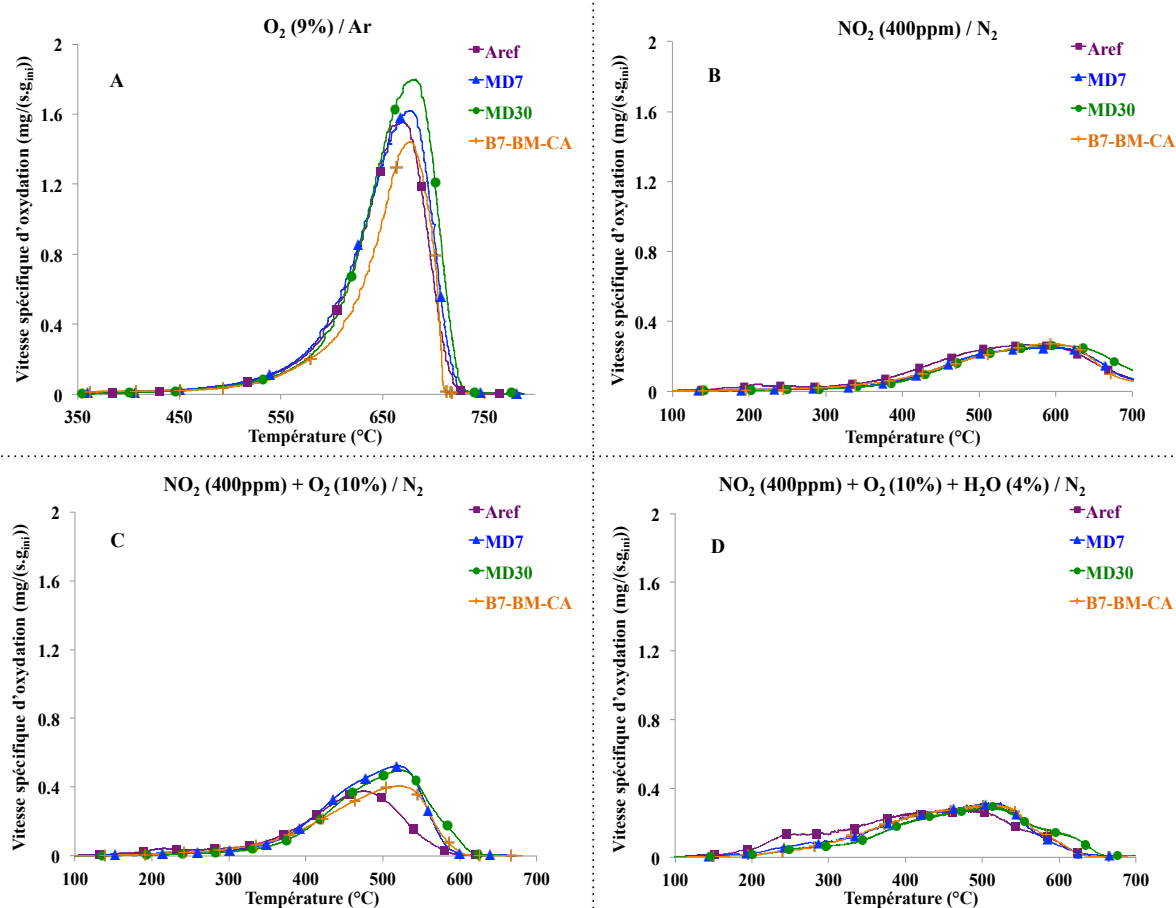 O₂ (9%) / Ar
Vitesse spécifique d'oxydation (mg/(s.gini))
2
1.6
1.2
0.8
0.4
0
A
Aref
MD7
MD30
B7-BM-CA
350
450
550
650
750
Température (°C)
NO₂ (400ppm) / N₂
Vitesse spécifique d'oxydation (mg/(s.gini))
2
1.6
1.2
0.8
0.4
0
B
Aref
MD7
MD30
B7-BM-CA
100
200
300
400
500
600
700
Température (°C)
NO₂ (400ppm) + O₂ (10%) / N₂
Vitesse spécifique d'oxydation (mg/(s.gini))
2
1.6
1.2
0.8
0.4
0
C
Aref
MD7
MD30
B7-BM-CA
100
200
300
400
500
600
700
Température (°C)
NO₂ (400ppm) + O₂ (10%) + H₂O (4%) / N₂
Vitesse spécifique d'oxydation (mg/(s.gini))
2
1.6
1.2
0.8
0.4
0
D
Aref
MD7
MD30
B7-BM-CA
100
200
300
400
500
600
700
Température (°C)